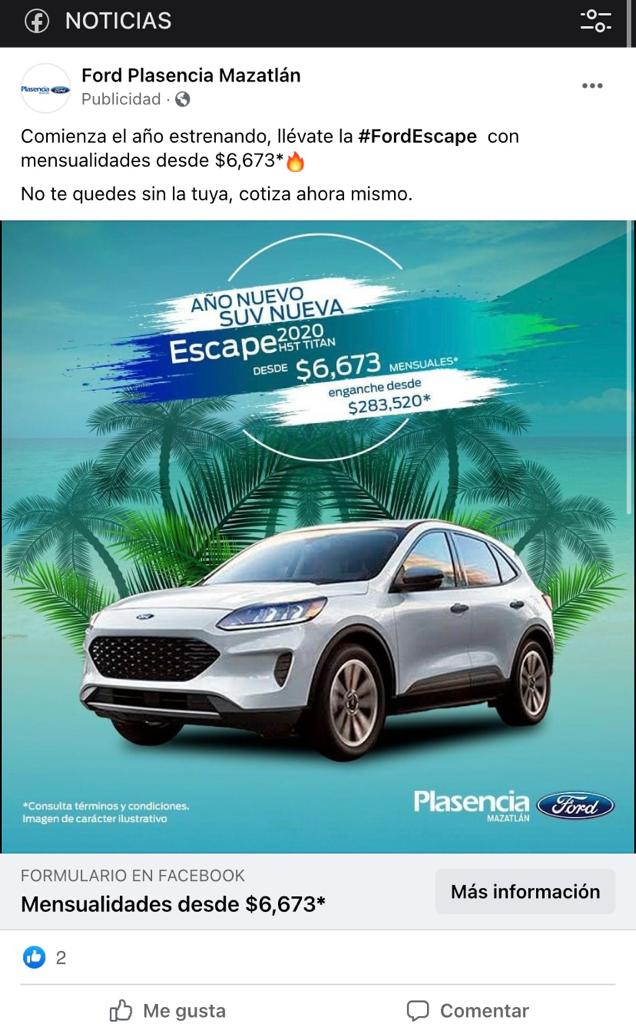 NOTICIAS
Ford Plasencia Mazatlán
Publicidad ·
Plasencia Ford
Comienza el año estrenando, llévate la #FordEscape con
mensualidades desde $6,673*🔥
No te quedes sin la tuya, cotiza ahora mismo.
AÑO NUEVO
SUV NUEVA
Escape 2020
H5T TITAN
DESDE $6,673 MENSUALES*
enganche desde
$283,520*
*Consulta términos y condiciones.
Imagen de carácter ilustrativo
Plasencia Ford
MAZATLÁN
FORMULARIO EN FACEBOOK
Mensualidades desde $6,673*
Más información
2
Me gusta
Comentar